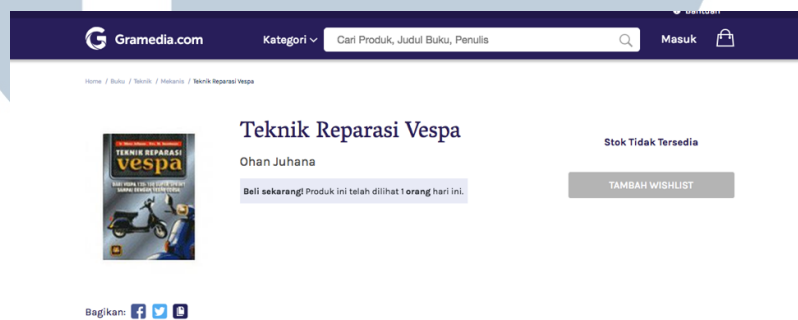 Bantuan
Gramedia.com
Kategori
Cari Produk, Judul Buku, Penulis
Masuk
Home / Buku / Teknik / Mekanis / Teknik Reparasi Vespa
TEKNIK REPARASI
vespa
Teknik Reparasi Vespa
Ohan Juhana
Beli sekarang! Produk ini telah dilihat 1 orang hari ini.
Stok Tidak Tersedia
TAMBAH WISHLIST
Bagikan: